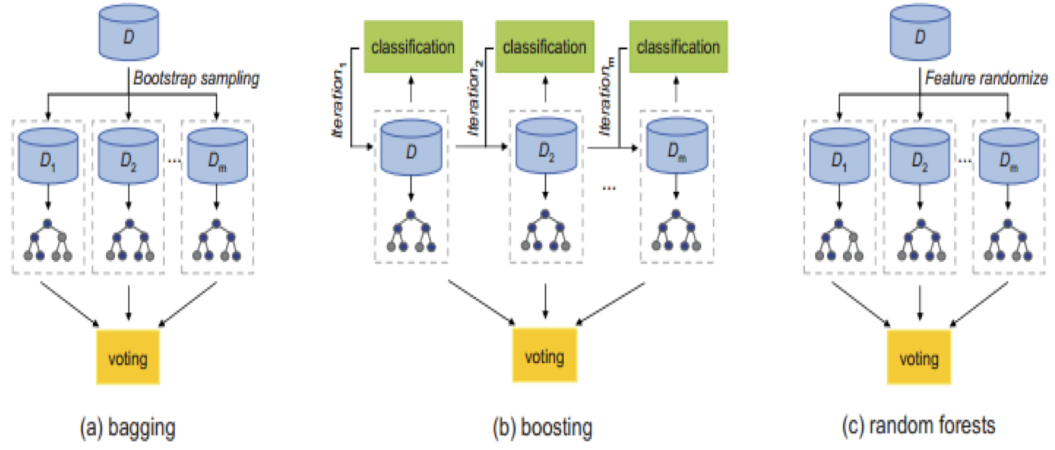 D
Bootstrap sampling
D1
D2
...
Dm
voting
(a) bagging
classification
classification
classification
Iteration1
Iteration2
Iterationm
D
D2
Dm
...
voting
(b) boosting
D
Feature randomize
D1
D2
...
Dm
voting
(c) random forests